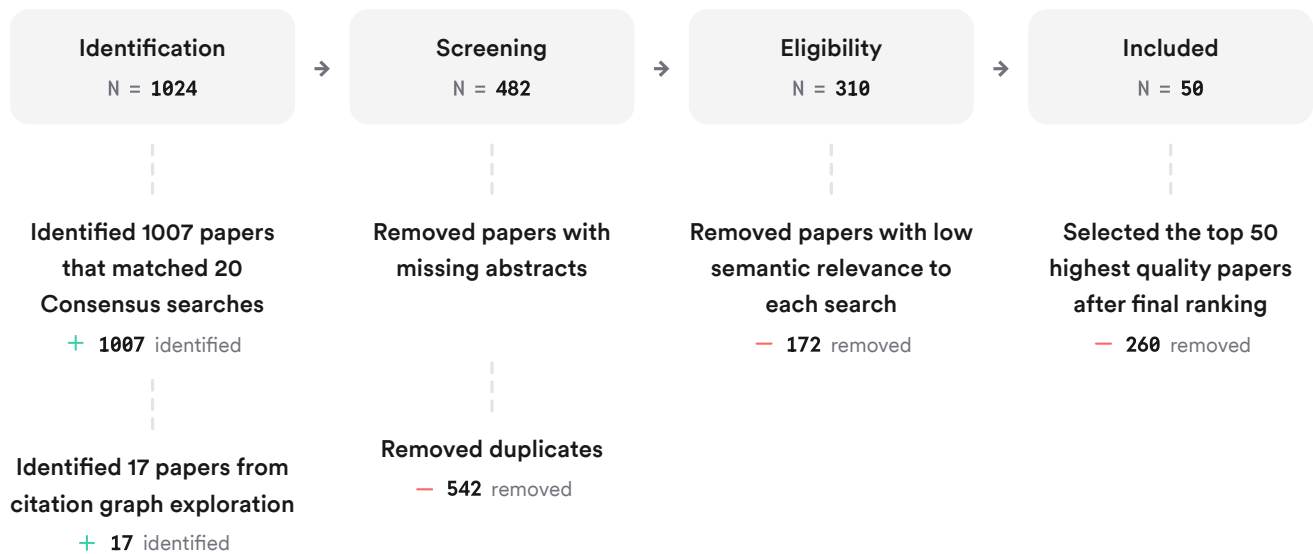 Identification
N = 1024
Identified 1007 papers
that matched 20
Consensus searches
+ 1007 identified
Identified 17 papers from
citation graph exploration
+ 17 identified
Screening
N = 482
Removed papers with
missing abstracts
Removed duplicates
— 542 removed
Eligibility
N = 310
Removed papers with low
semantic relevance to
each search
— 172 removed
Included
N = 50
Selected the top 50
highest quality papers
after final ranking
— 260 removed